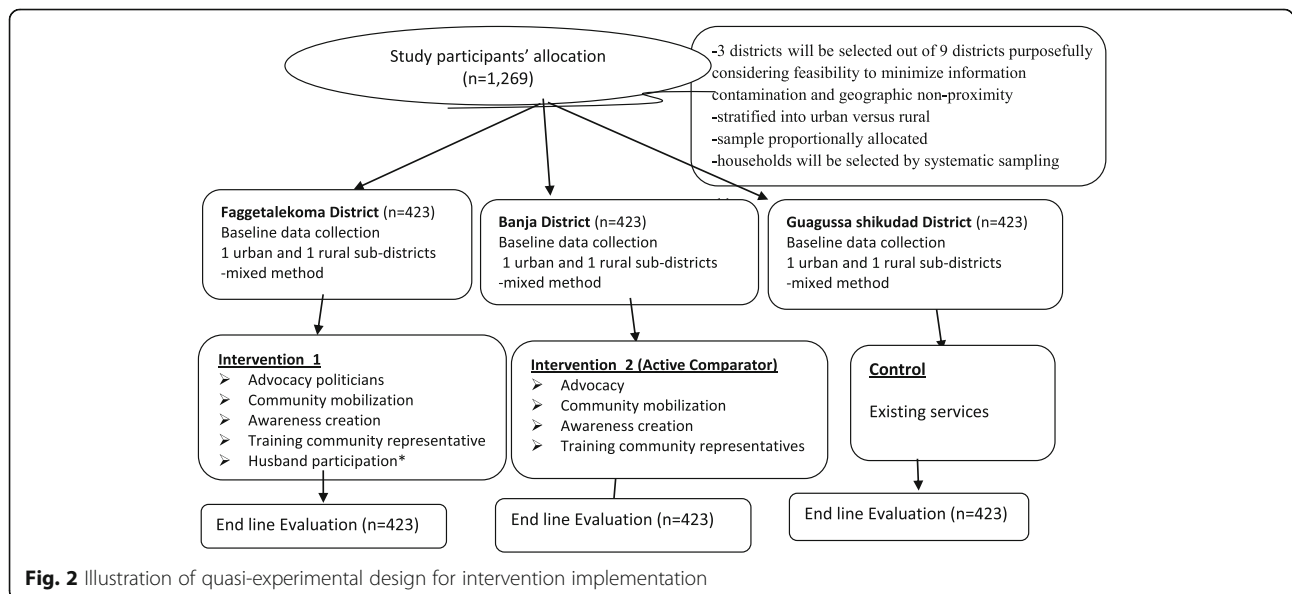 Study participants' allocation
(n=1,269)
-3 districts will be selected out of 9 districts purposefully
considering feasibility to minimize information
contamination and geographic non-proximity
-stratified into urban versus rural
-sample proportionally allocated
-households will be selected by systematic sampling
Faggetalekoma District (n=423)
Baseline data collection
1 urban and 1 rural sub-districts
-mixed method
Banja District (n=423)
Baseline data collection
1 urban and 1 rural sub-districts
-mixed method
Guagussa shikudad District (n=423)
Baseline data collection
1 urban and 1 rural sub-districts
-mixed method
Intervention 1
➢ Advocacy politicians
➢ Community mobilization
➢ Awareness creation
➢ Training community representative
➢ Husband participation*
Intervention 2 (Active Comparator)
➢ Advocacy
➢ Community mobilization
➢ Awareness creation
➢ Training community representatives
Control
Existing services
End line Evaluation (n=423)
End line Evaluation (n=423)
End line Evaluation (n=423)
Fig. 2 Illustration of quasi-experimental design for intervention implementation